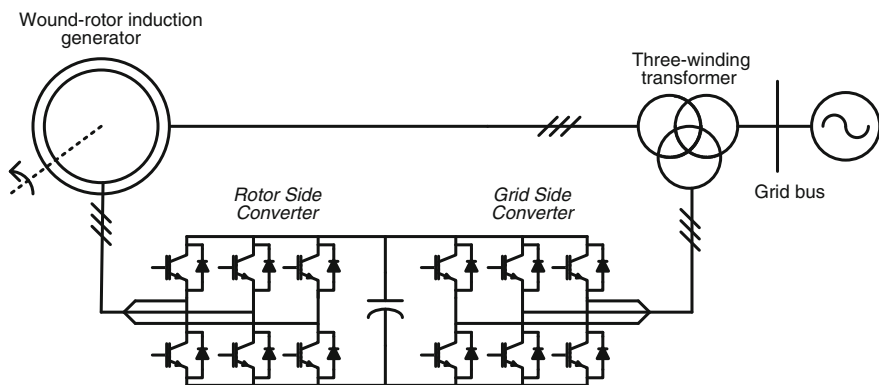 Wound-rotor induction
generator
Three-winding
transformer
Rotor Side
Converter
Grid Side
Converter
Grid bus